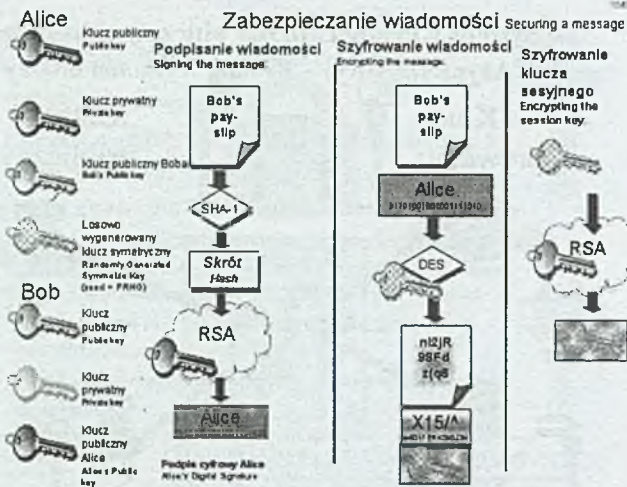 Alice
Klucz publiczny
Public key
Klucz prywatny
Private key
Klucz publiczny Boba
Bob's Public key
Losowo
wygenerowany
klucz symetryczny
Randomly Generated
Symmetric Key
(seed = PRNG)
Bob
Klucz
publiczny
Public key
Klucz
prywatny
Private key
Klucz
publiczny
Alice
Alice's Public
key
Zabezpieczanie wiadomości Securing a message
Podpisanie wiadomości
Signing the message:
Bob's
pay-
slip
SHA-1
Skrót
Hash
RSA
Alice
Podpis cyfrowy Alice
Alice's Digital Signature
Szyfrowanie wiadomości
Encrypting the message:
Bob's
pay-
slip
Alice
DES
X15/^
Szyfrowanie
klucza
sesyjnego
Encrypting the
session key:
RSA